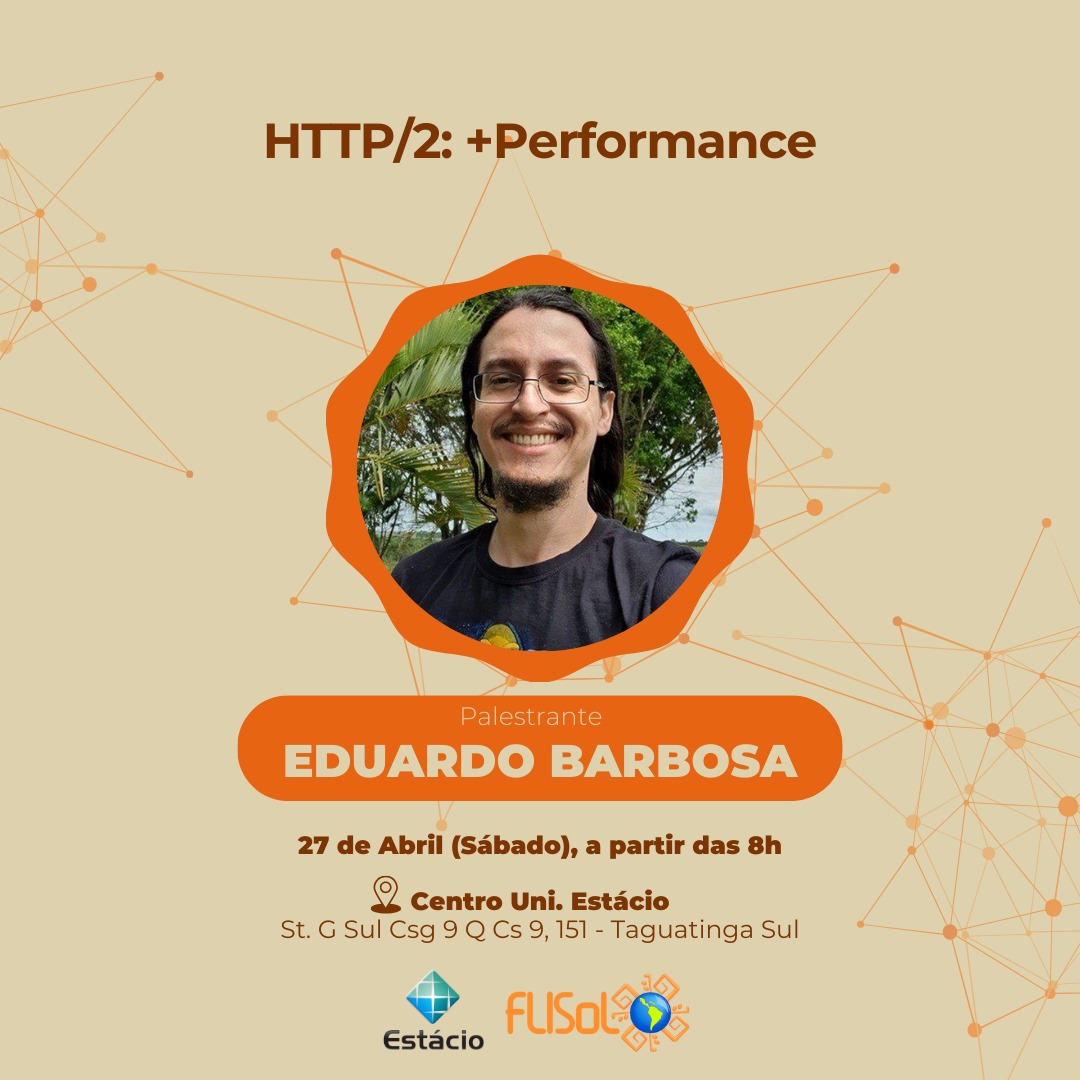 HTTP/2: +Performance
Palestrante
EDUARDO BARBOSA
27 de Abril (Sábado), a partir das 8h
Centro Uni. Estácio
St. G Sul Csg 9 Q Cs 9, 151 - Taguatinga Sul
Estácio
FLISol